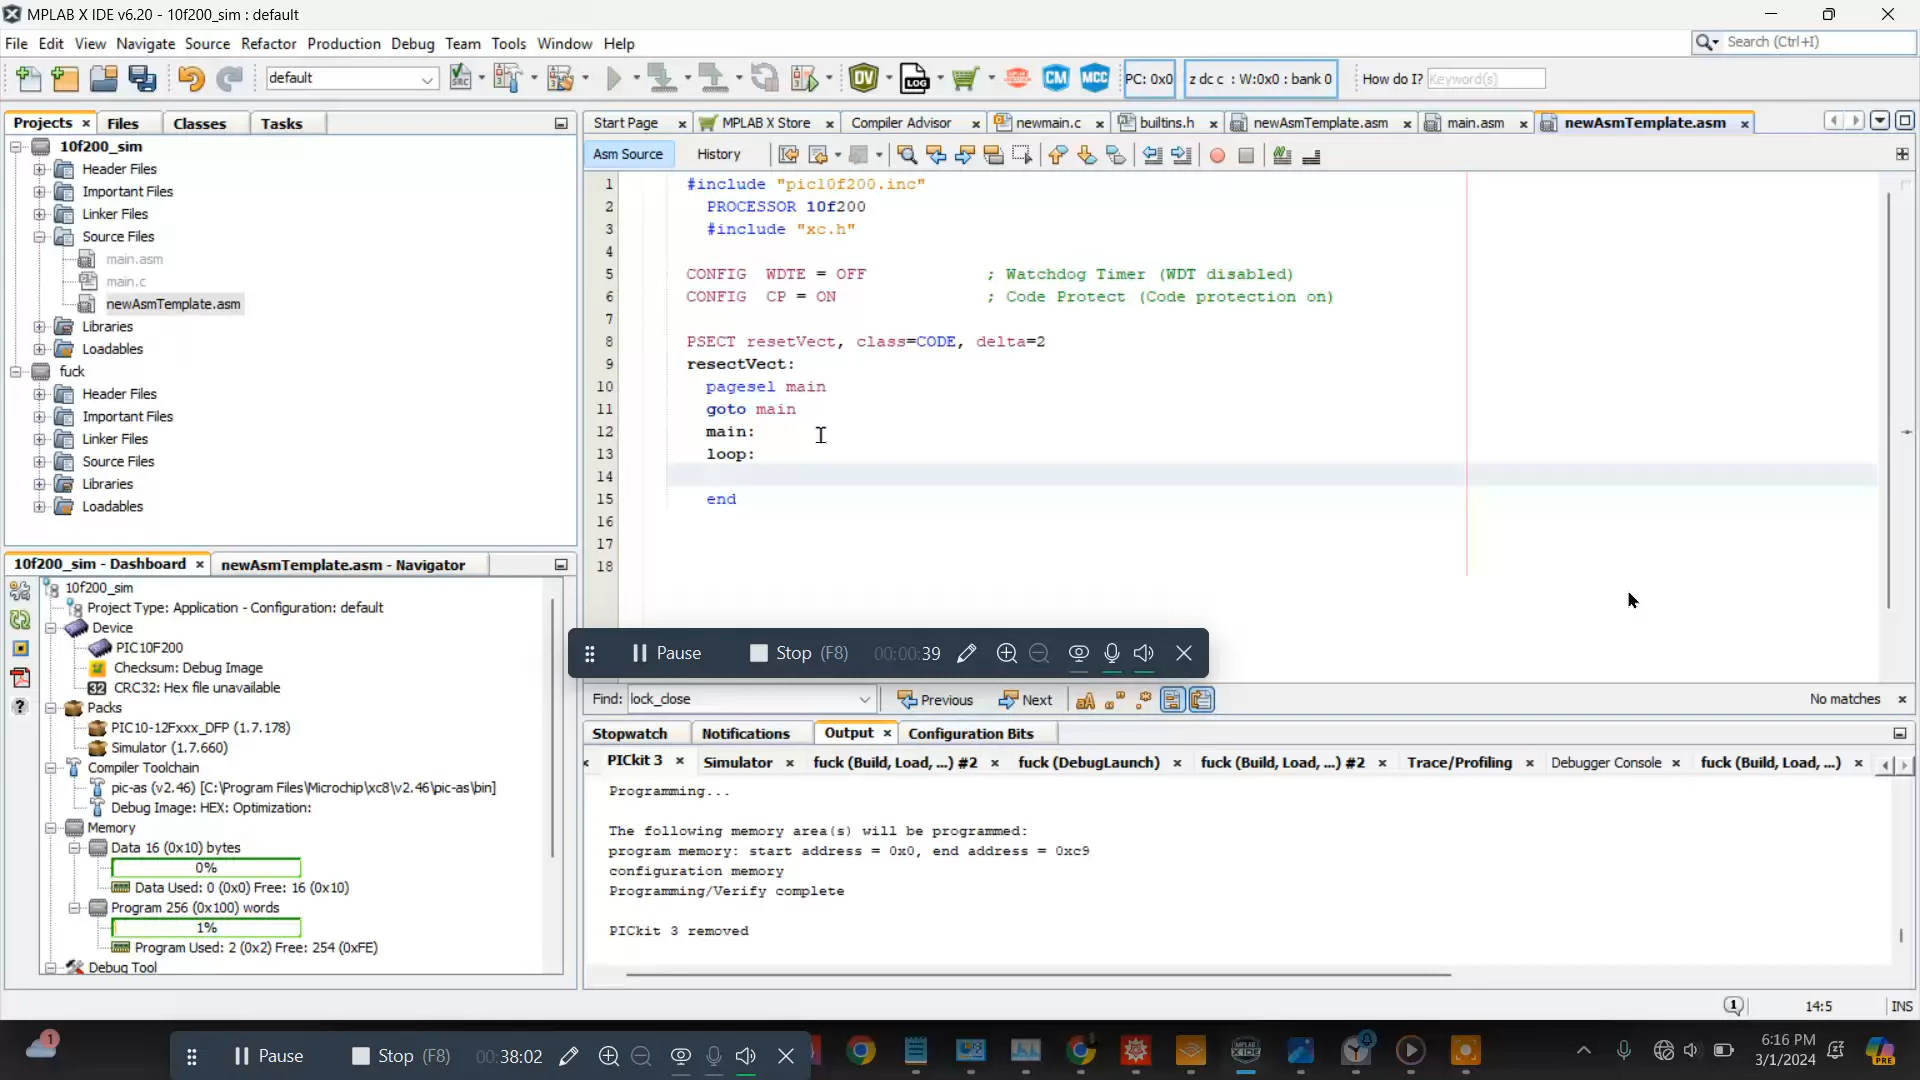 MPLAB X IDE v6.20 - 10f200_sim : default
File Edit View Navigate Source Refactor Production Debug Team Tools Window Help
Search (Ctrl+I)
default
PC: 0x0
z dc c : W:0x0 : bank 0
How do I? Keyword(s)
Projects Files Classes Tasks
Start Page MPLAB X Store Compiler Advisor newmain.c builtins.h newAsmTemplate.asm main.asm newAsmTemplate.asm
Asm Source History
10f200_sim
Header Files
Important Files
Linker Files
Source Files
main.asm
main.c
newAsmTemplate.asm
Libraries
Loadables
fuck
Header Files
Important Files
Linker Files
Source Files
Libraries
Loadables
1 #include "pic10f200.inc"
2 PROCESSOR 10f200
3 #include "xc.h"
4
5 CONFIG WDTE = OFF ; Watchdog Timer (WDT disabled)
6 CONFIG CP = ON ; Code Protect (Code protection on)
7
8 PSECT resetVect, class=CODE, delta=2
9 resectVect:
10 pagesel main
11 goto main
12 main:
13 loop:
14
15 end
16
17
18
10f200_sim - Dashboard newAsmTemplate.asm - Navigator
10f200_sim
Project Type: Application - Configuration: default
Device
PIC10F200
Checksum: Debug Image
CRC32: Hex file unavailable
Packs
PIC10-12Fxxx_DFP (1.7.178)
Simulator (1.7.660)
Compiler Toolchain
pic-as (v2.46) [C:\Program Files\Microchip\xc8\v2.46\pic-as\bin]
Debug Image: HEX: Optimization:
Memory
Data 16 (0x10) bytes
0%
Data Used: 0 (0x0) Free: 16 (0x10)
Program 256 (0x100) words
1%
Program Used: 2 (0x2) Free: 254 (0xFE)
Debug Tool
Pause Stop (F8) 00:00:39
Find: lock_close Previous Next No matches
Stopwatch Notifications Output Configuration Bits
PICkit 3 Simulator fuck (Build, Load, ...) #2 fuck (DebugLaunch) fuck (Build, Load, ...) #2 Trace/Profiling Debugger Console fuck (Build, Load, ...)
Programming...
The following memory area(s) will be programmed:
program memory: start address = 0x0, end address = 0xc9
configuration memory
Programming/Verify complete
PICkit 3 removed
1 14:5 INS
1 Pause Stop (F8) 00:38:02
6:16 PM
3/1/2024